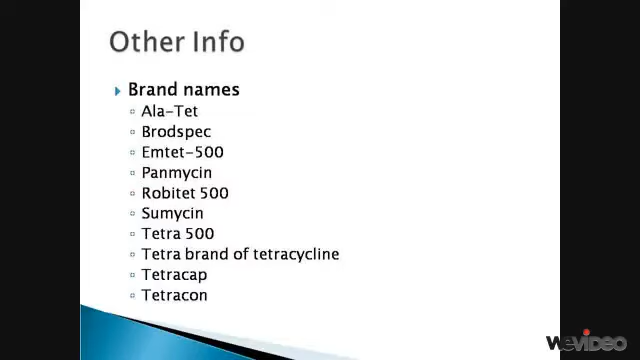 Other Info
Brand names
Ala-Tet
Brodspec
Emtet-500
Panmycin
Robitet 500
Sumycin
Tetra 500
Tetra brand of tetracycline
Tetracap
Tetracon
WEVIDEO